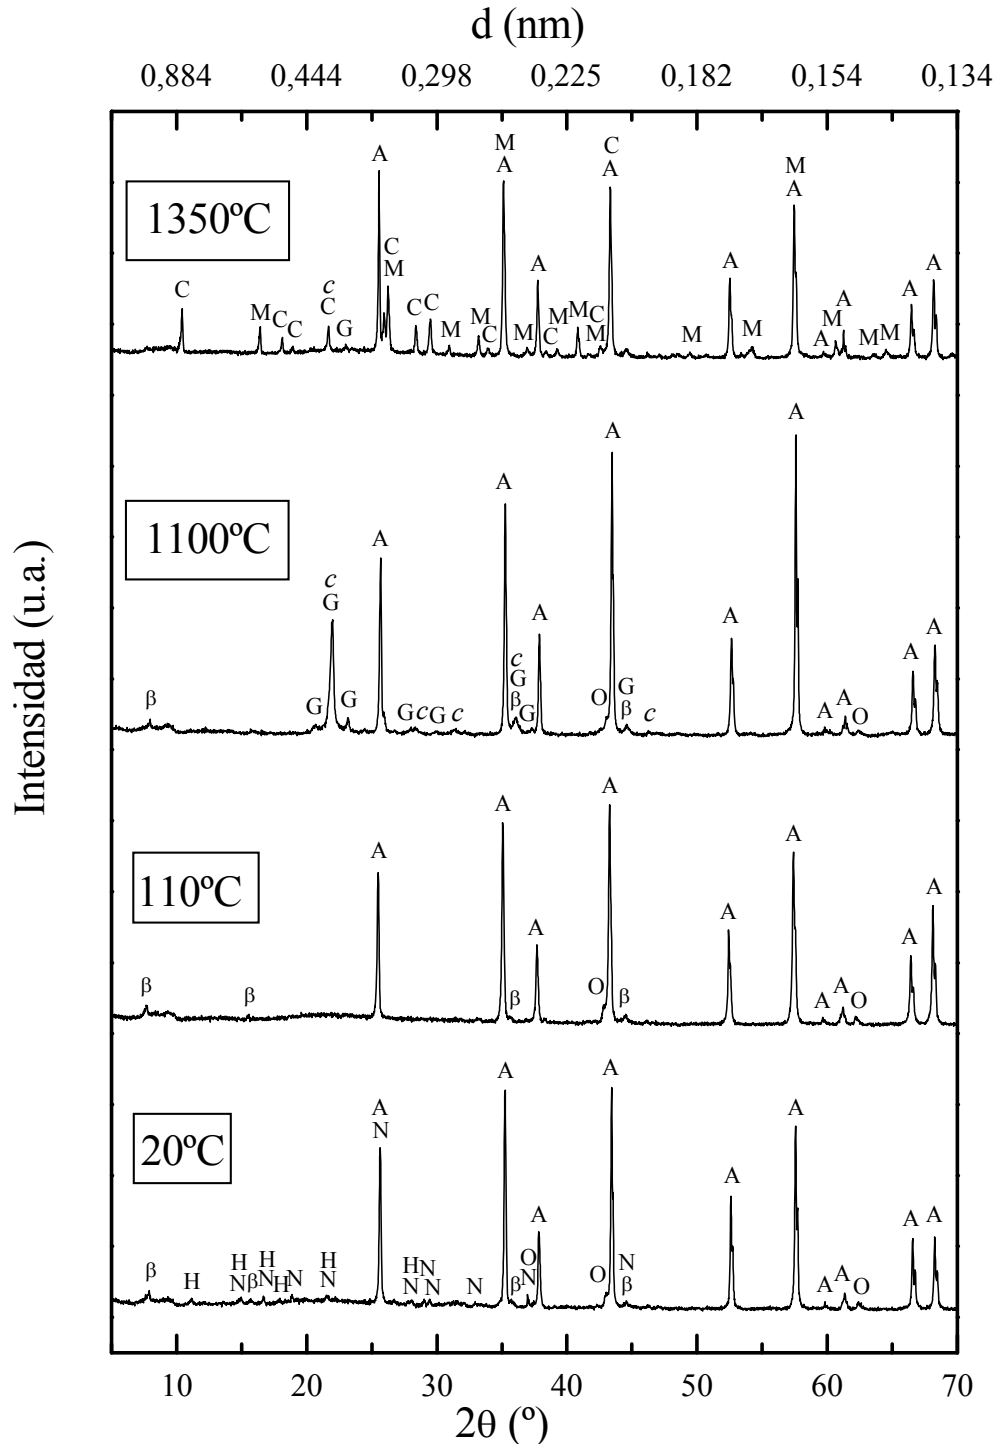 d (nm)
0,884 0,444 0,298 0,225 0,182 0,154 0,134
1350ºC
A M A C A M A
C M
C M C C c C G C C M M C A M C M M C M A M M A M A M M A A
1100ºC
A A A A
c G
β G G G c G c c G β G A O G β c A A A O A A
110ºC
A A A A
β β β A O β A A A O A A
20ºC
A N A A A
β H H N β H N H N H N H N N N N β O N A O N β A A A O A A
Intensidad (u.a.)
10 20 30 40 50 60 70
2θ (º)